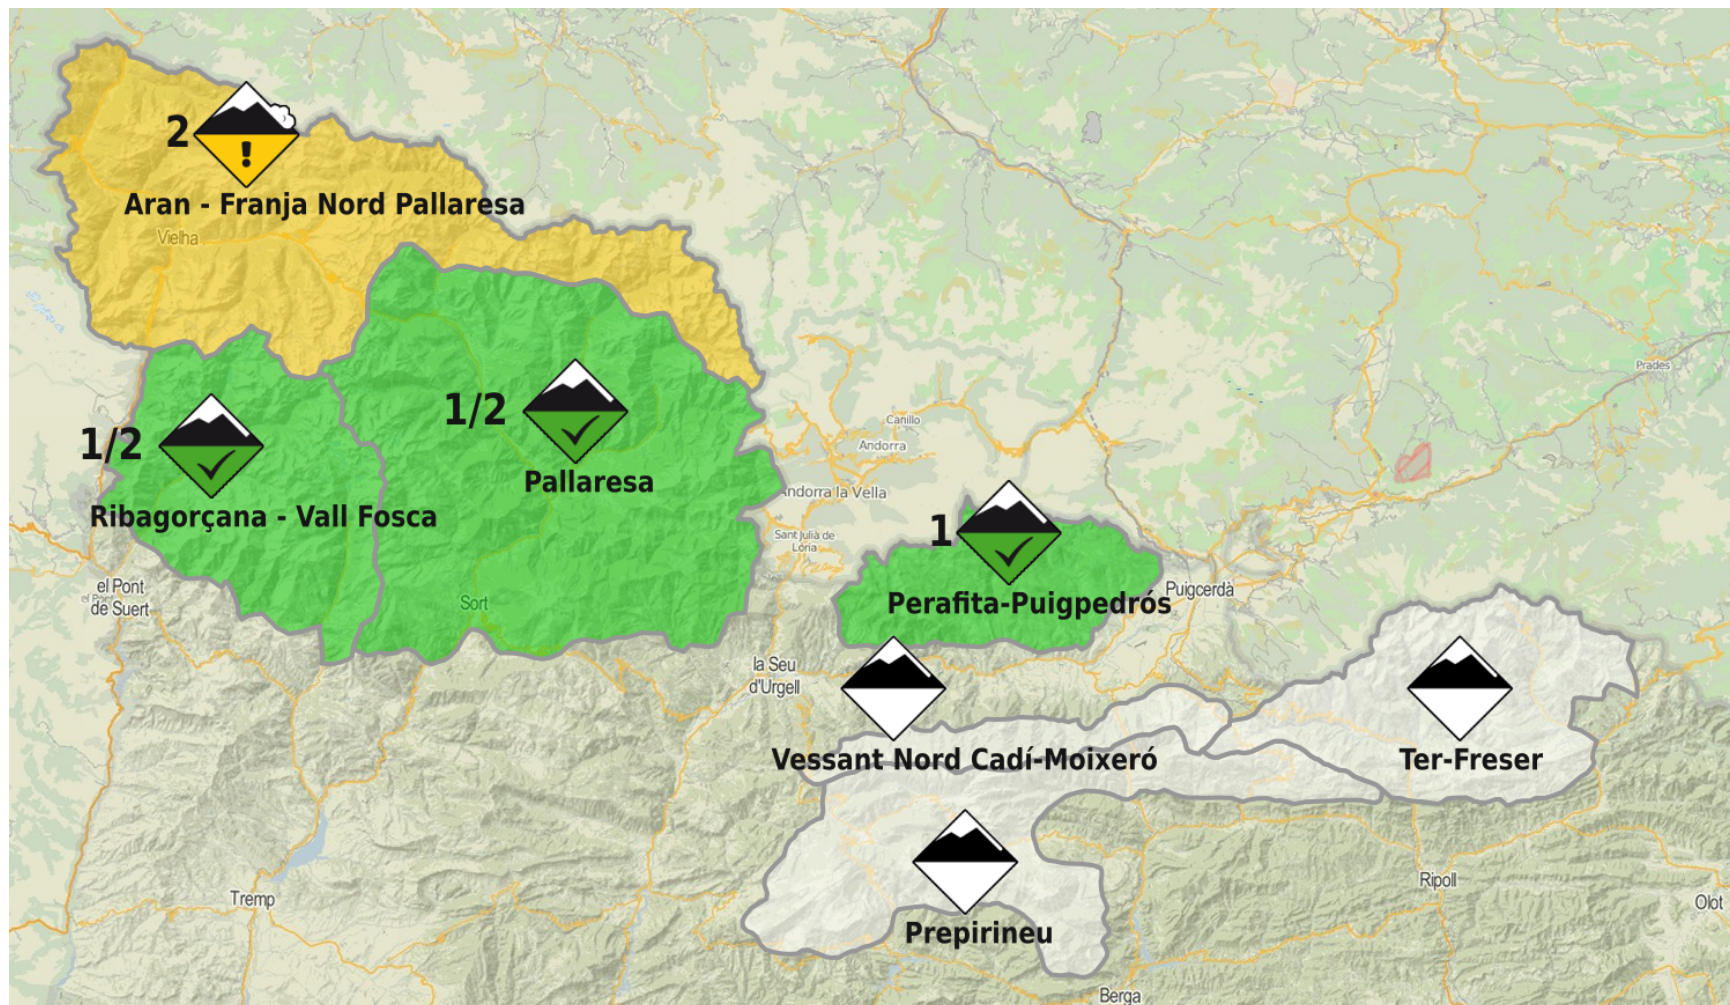 2
Aran - Franja Nord Pallaresa
Vielha
1/2
Pallaresa
1/2
Ribagorçana - Vall Fosca
Prades
Canillo
Andorra
Andorra la Vella
Sant Julià de
Lòria
1
Perafita-Puigpedrós
Puigcerdà
el Pont
de Suert
Sort
la Seu
d'Urgell
Vessant Nord Cadí-Moixeró
Ter-Freser
Prepirineu
Tremp
Ripoll
Olot
Berga